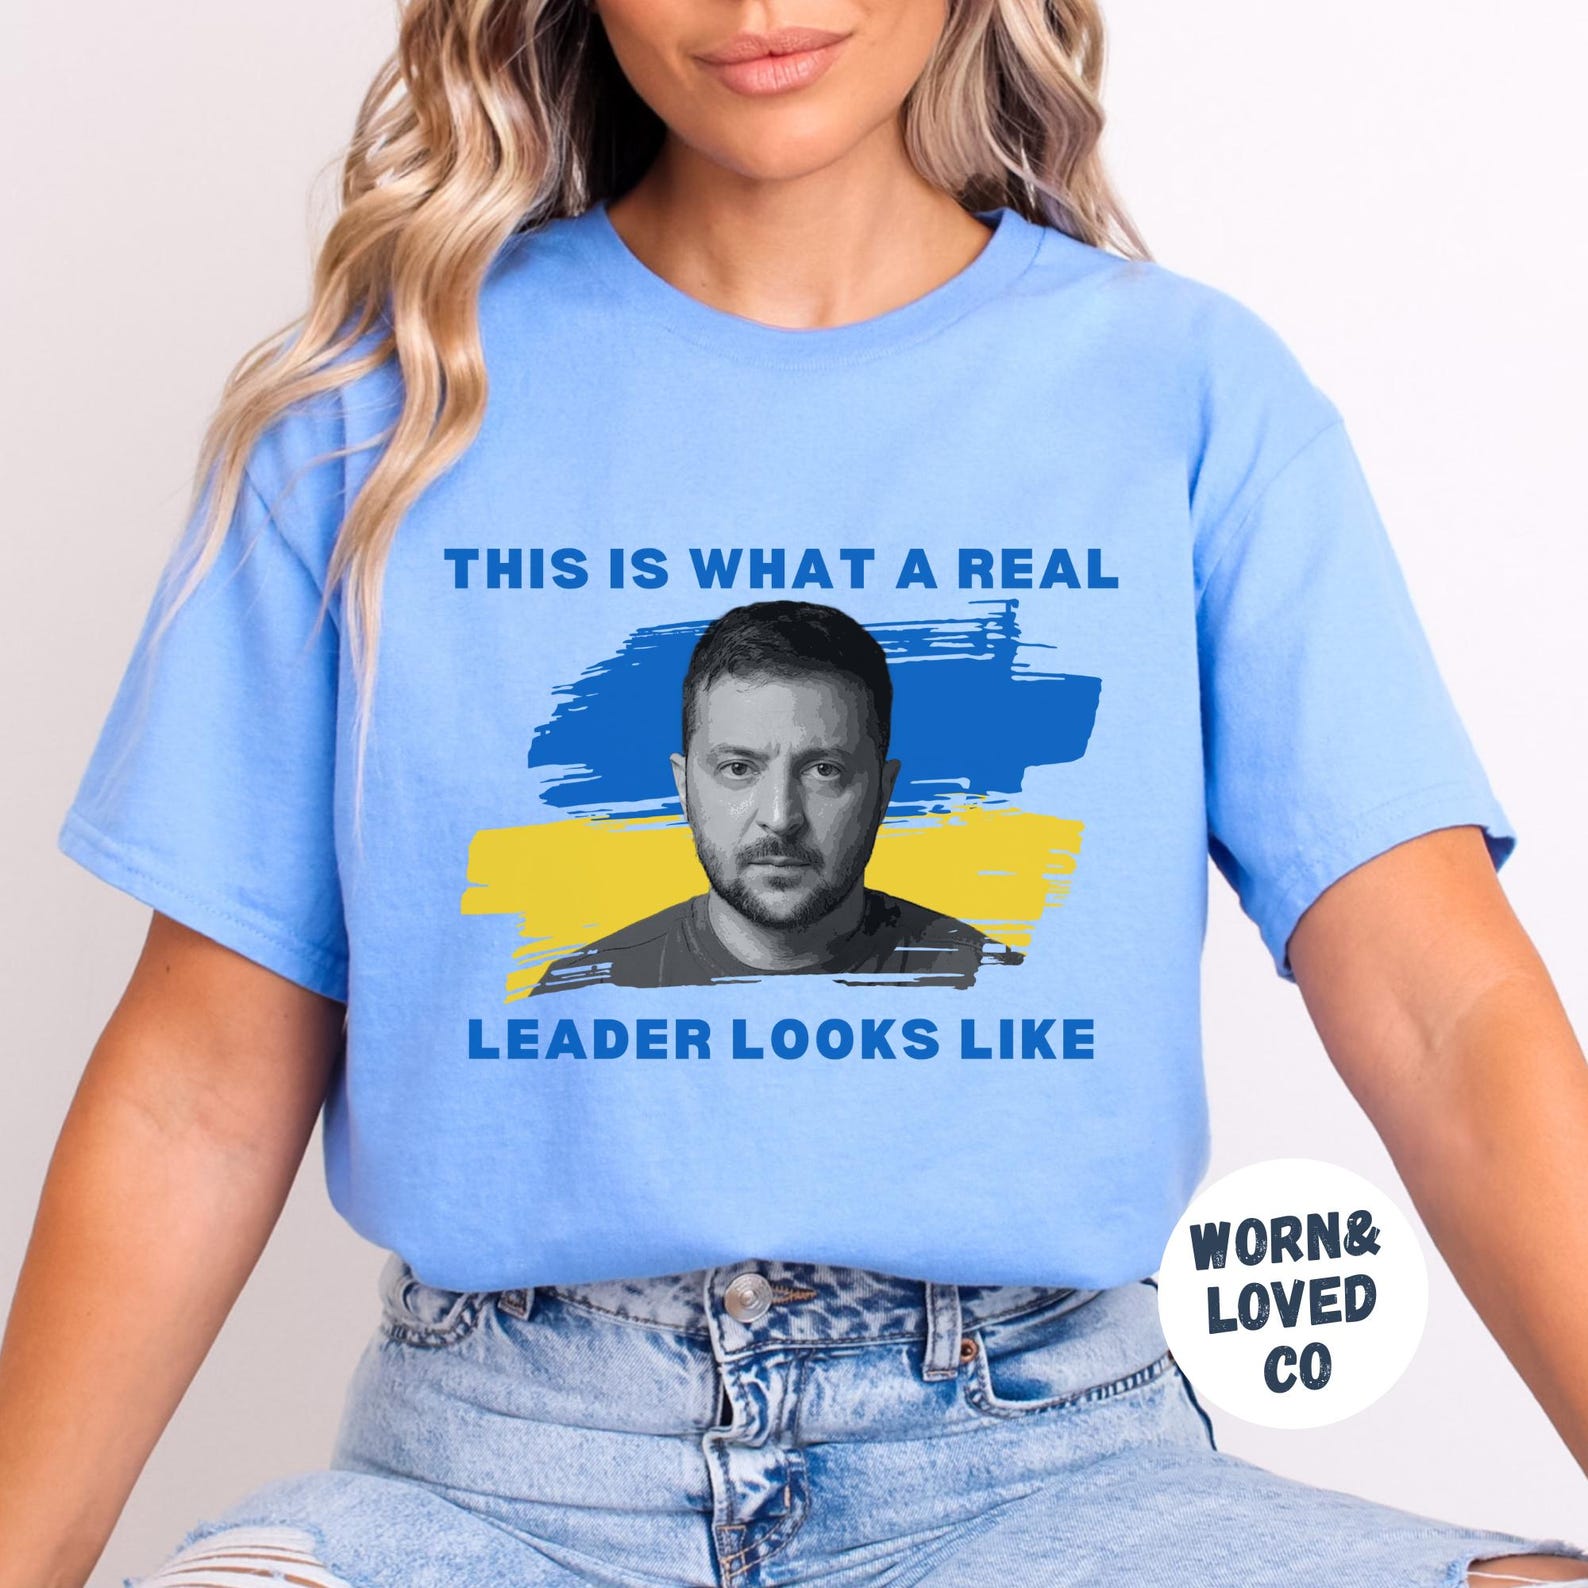 THIS IS WHAT A REAL
LEADER LOOKS LIKE
WORN&
LOVED
CO